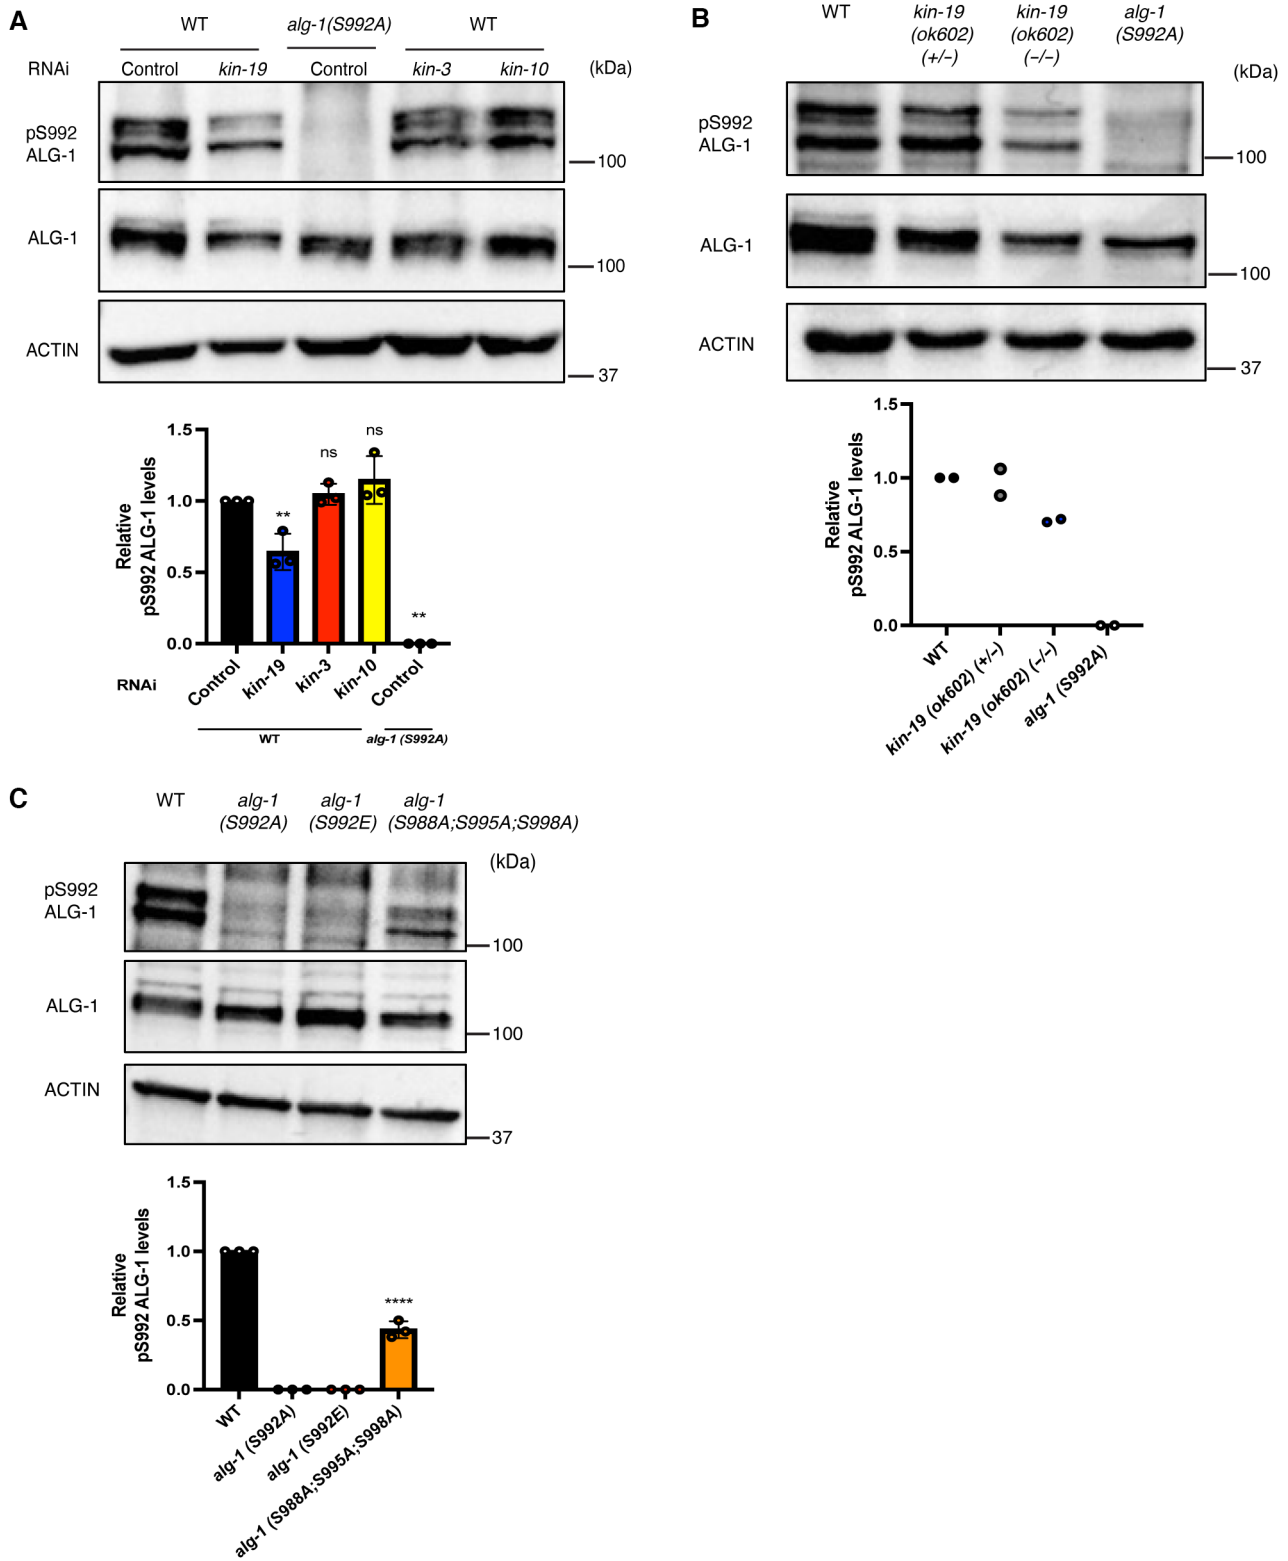 A
WT
alg-1(S992A)
WT
RNAi
Control
kin-19
Control
kin-3
kin-10
(kDa)
pS992
ALG-1
100
ALG-1
100
ACTIN
37
Relative
pS992 ALG-1 levels
1.5
1.0
0.5
0.0
**
ns
ns
**
RNAi
Control
kin-19
kin-3
kin-10
Control
WT
alg-1 (S992A)
B
WT
kin-19
(ok602)
(+/–)
kin-19
(ok602)
(–/–)
alg-1
(S992A)
(kDa)
pS992
ALG-1
100
ALG-1
100
ACTIN
37
Relative
pS992 ALG-1 levels
1.5
1.0
0.5
0.0
WT
kin-19 (ok602) (+/–)
kin-19 (ok602) (–/–)
alg-1 (S992A)
C
WT
alg-1
(S992A)
alg-1
(S992E)
alg-1
(S988A;S995A;S998A)
(kDa)
pS992
ALG-1
100
ALG-1
100
ACTIN
37
Relative
pS992 ALG-1 levels
1.5
1.0
0.5
0.0
****
WT
alg-1 (S992A)
alg-1 (S992E)
alg-1 (S988A;S995A;S998A)